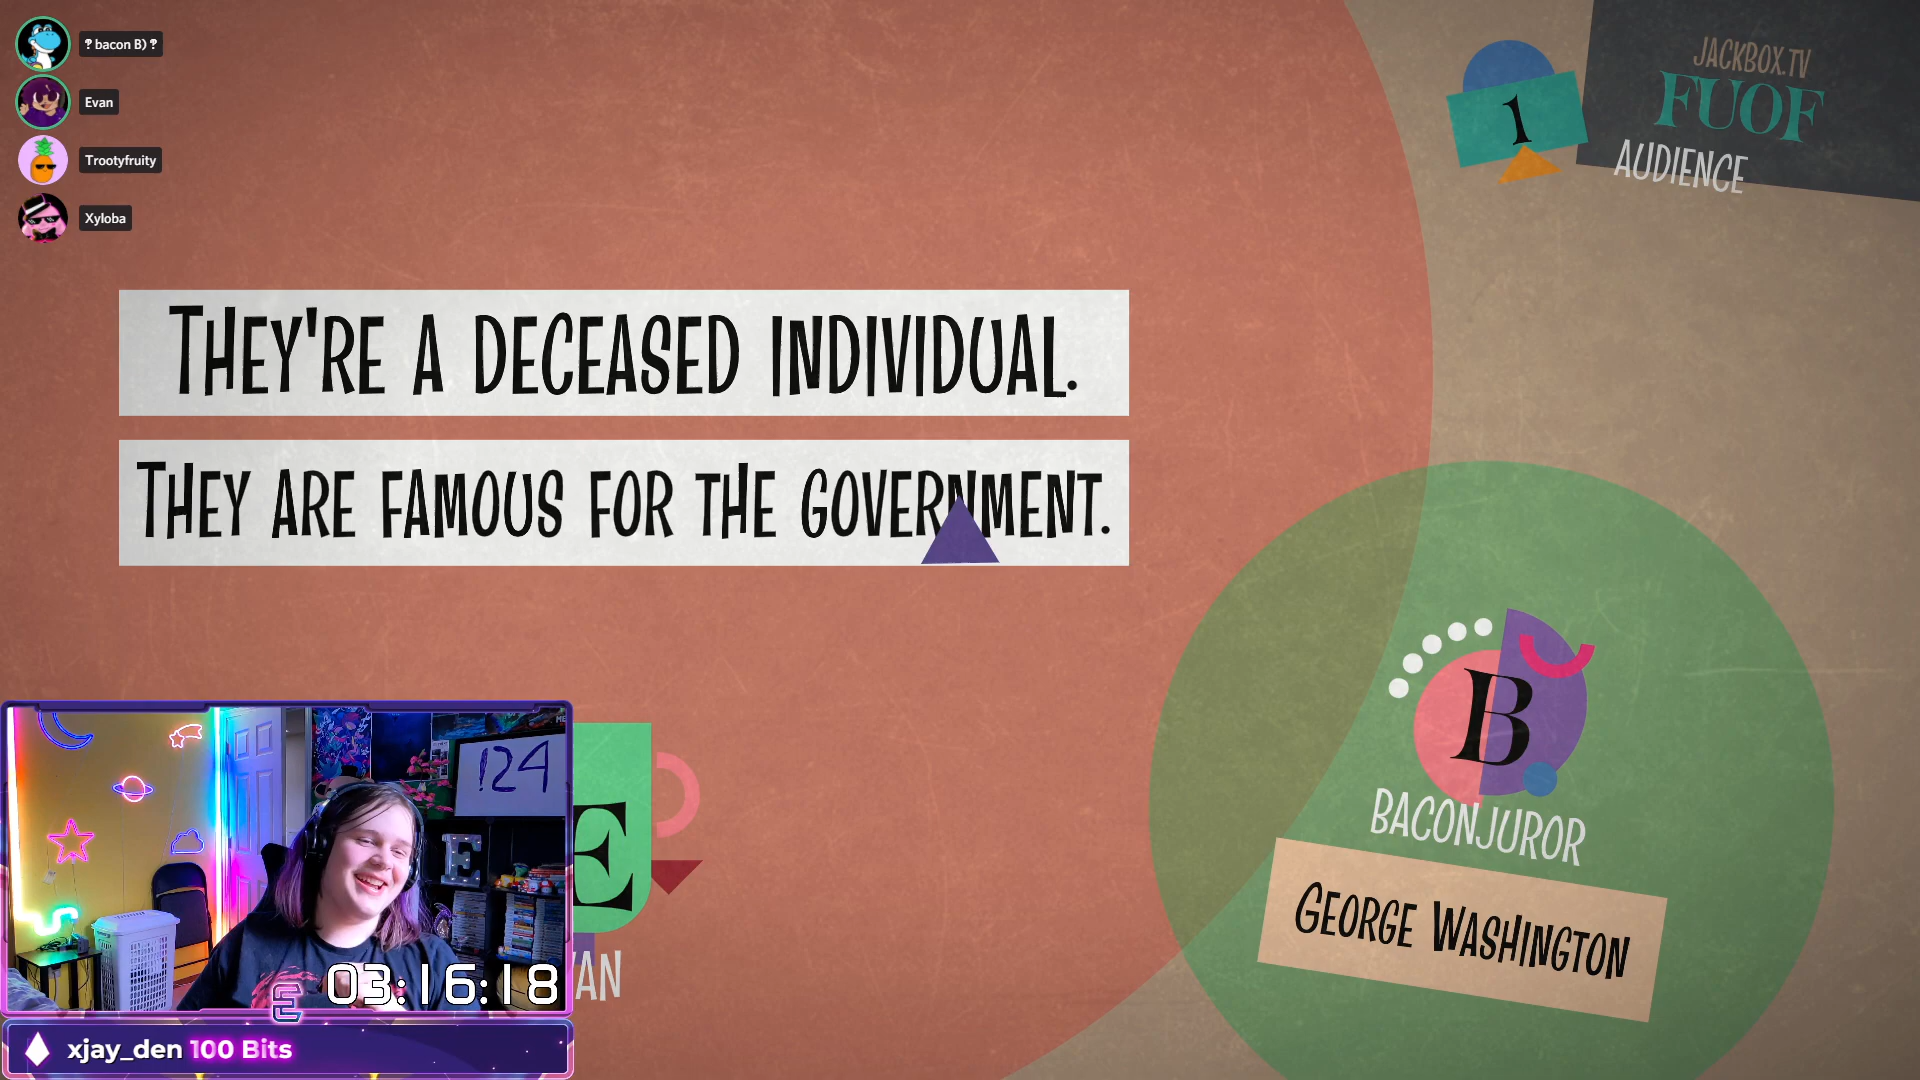 ‽ bacon B) ‽
Evan
Trootyfruity
Xyloba
JACKBOX.TV
FUOF
1
AUDIENCE
THEY'RE A DECEASED INDIVIDUAL.
THEY ARE FAMOUS FOR THE GOVERNMENT.
B
BACONJUROR
GEORGE WASHINGTON
!124
E
E
VAN
03:16:18
E
xjay_den 100 Bits